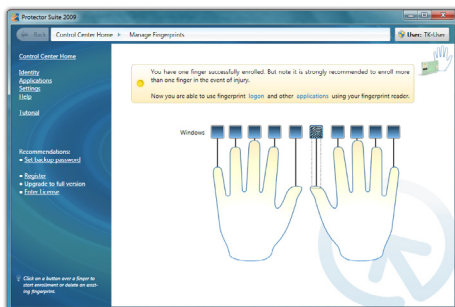 Protector Suite 2009
Back
Control Center Home ▸ Manage Fingerprints
User: TK-User
Control Center Home
Identity
Applications
Settings
Help
Tutorial
You have one finger successfully enrolled. But note it is strongly recommended to enroll more
than one finger in the event of injury.
Now you are able to use fingerprint logon and other applications using your fingerprint reader.
Windows
Recommendations:
• Set backup password
• Register
• Upgrade to full version
• Enter License
Click on a button over a finger to
start enrollment or delete an exist-
ing fingerprint.